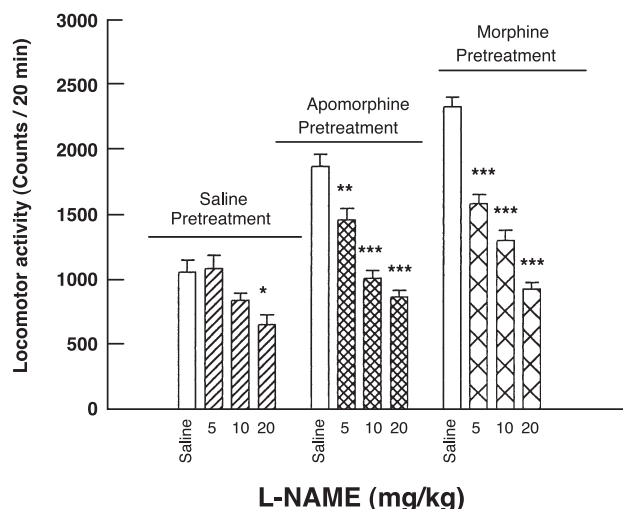 Locomotor activity (Counts / 20 min)
3000
2500
2000
1500
1000
500
0
Saline
Pretreatment
Apomorphine
Pretreatment
Morphine
Pretreatment
*
**
***
***
***
***
***
Saline 5 10 20 Saline 5 10 20 Saline 5 10 20
L-NAME (mg/kg)